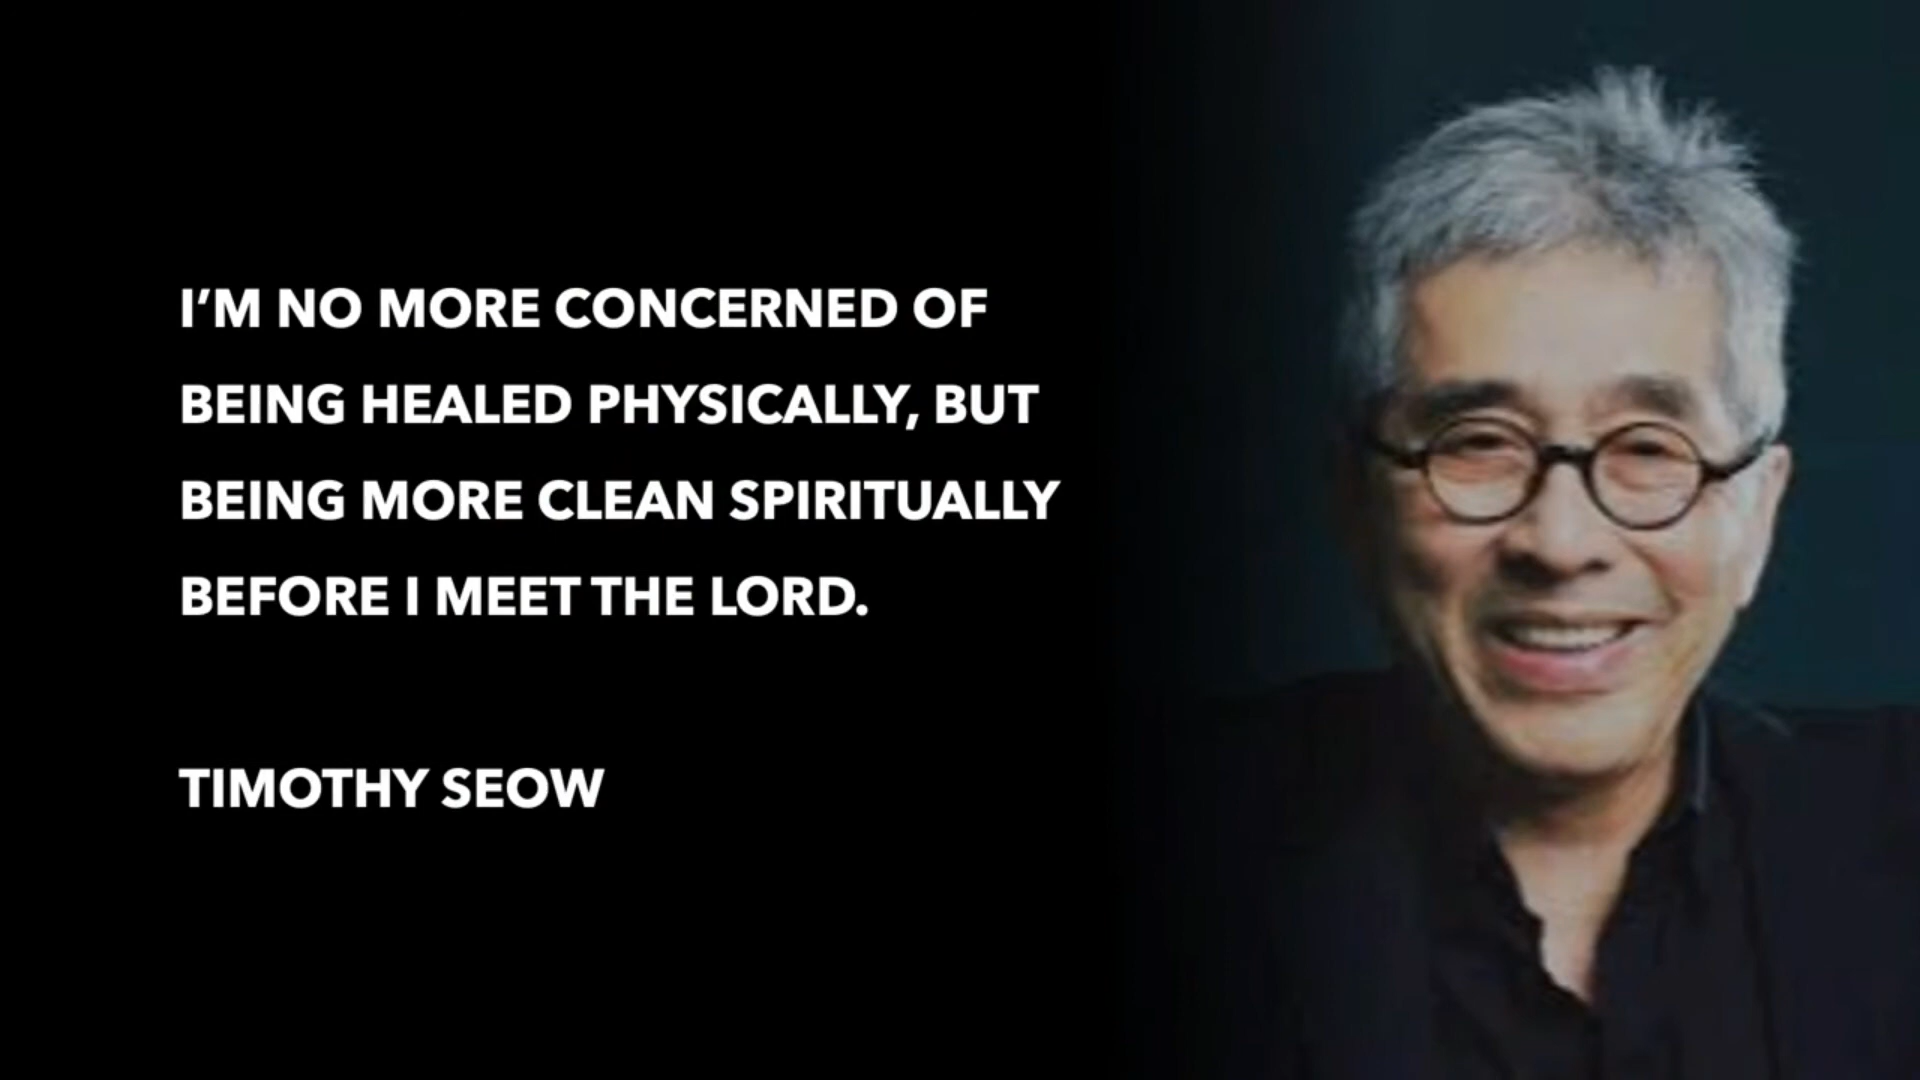 I’M NO MORE CONCERNED OF
BEING HEALED PHYSICALLY, BUT
BEING MORE CLEAN SPIRITUALLY
BEFORE I MEET THE LORD.
TIMOTHY SEOW